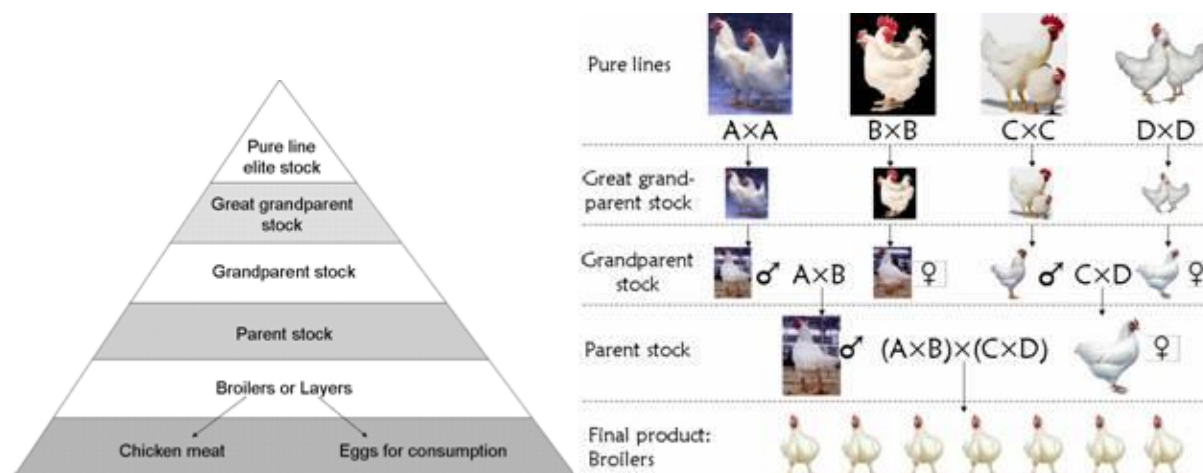 Pure line
elite stock
Great grandparent
stock
Grandparent stock
Parent stock
Broilers or Layers
Chicken meat
Eggs for consumption
Pure lines
A×A
B×B
C×C
D×D
Great grand-
parent stock
Grandparent
stock
♂ A×B ♀
♂ C×D ♀
Parent stock
♂ (A×B)×(C×D) ♀
Final product:
Broilers